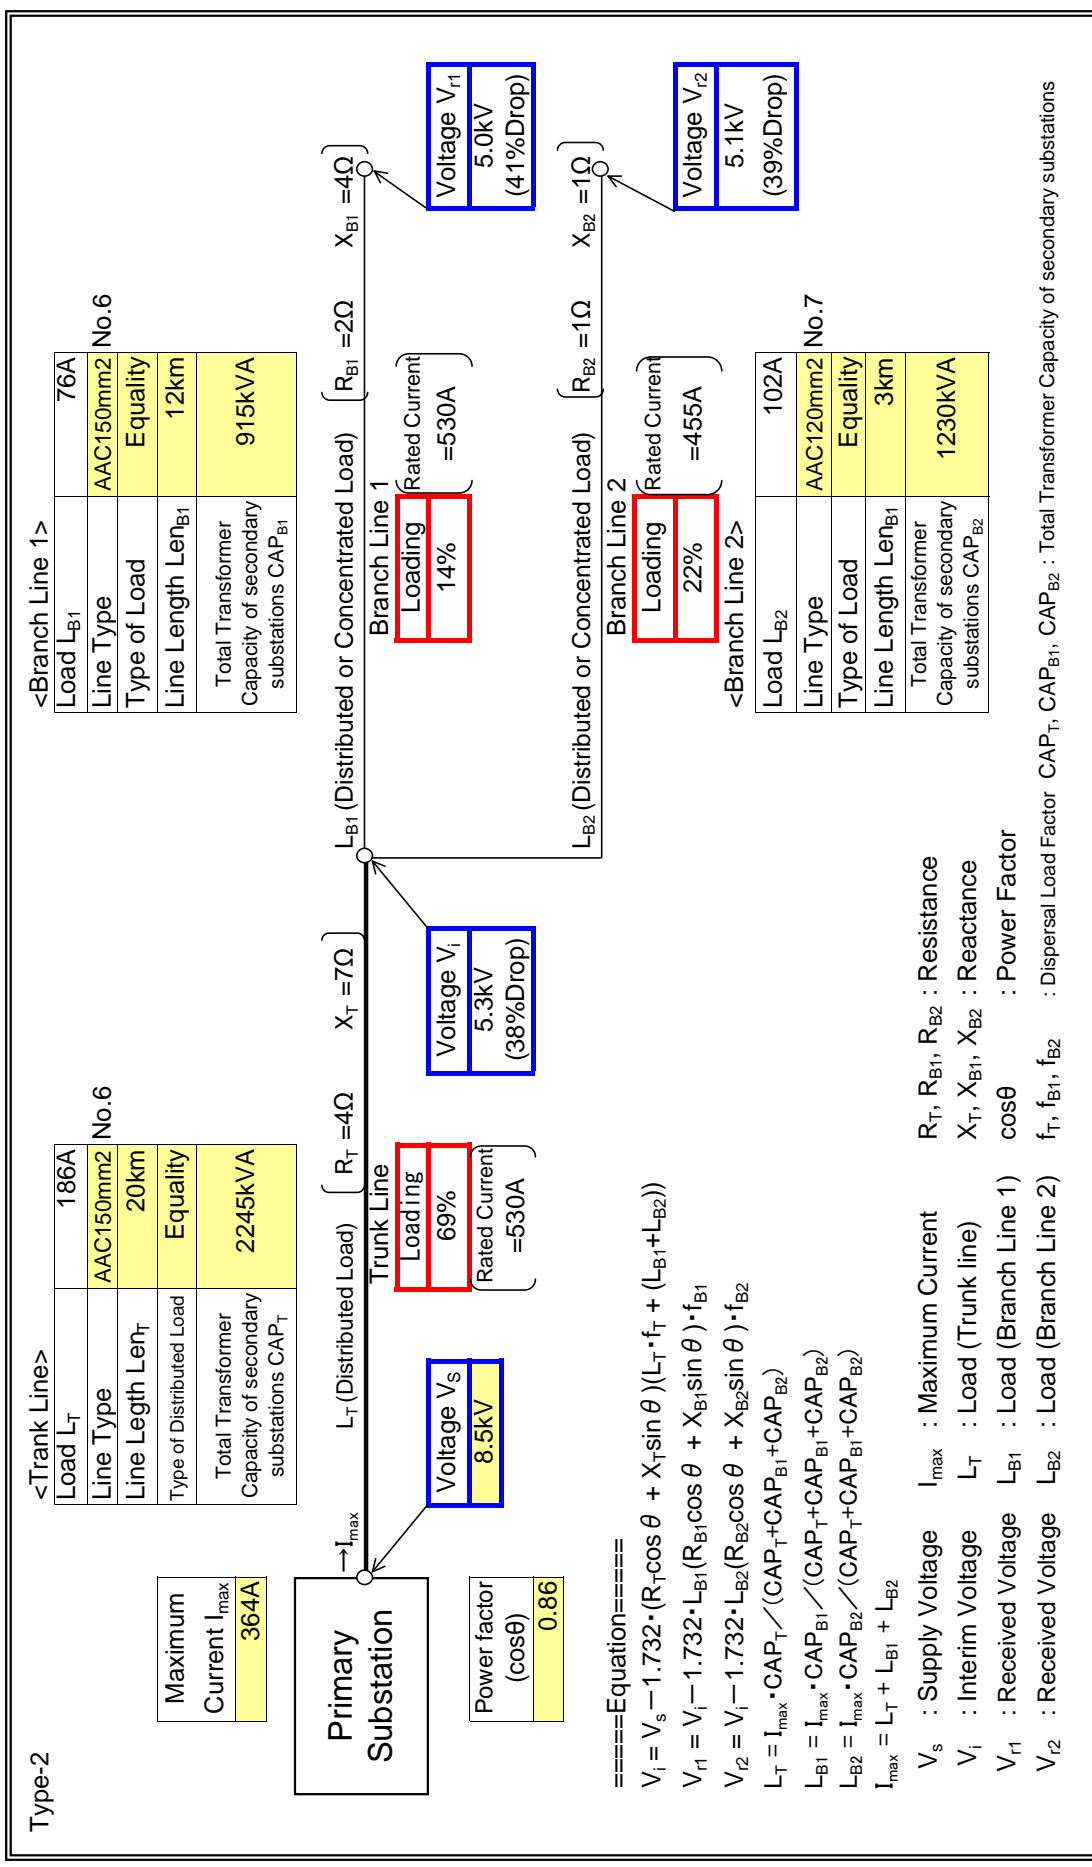 Type-2
Maximum
Current Imax
364A
<Trank Line>
Load LT 186A
Line Type AAC150mm2 No.6
Line Legth LenT 20km
Type of Distributed Load Equality
Total Transformer
Capacity of secondary
substations CAPT
2245kVA
<Branch Line 1>
Load LB1 76A
Line Type AAC150mm2 No.6
Type of Load Equality
Line Length LenB1 12km
Total Transformer
Capacity of secondary
substations CAPB1
915kVA
Primary
Substation
→Imax
LT (Distributed Load)
RT =4Ω XT =7Ω
LB1 (Distributed or Concentrated Load)
RB1 =2Ω XB1 =4Ω
Trunk Line
Loading
69%
Rated Current
=530A
Branch Line 1
Loading
14%
Rated Current
=530A
Voltage VS
8.5kV
Voltage Vi
5.3kV
(38%Drop)
Voltage Vr1
5.0kV
(41%Drop)
Power factor
(cosθ)
0.86
LB2 (Distributed or Concentrated Load)
RB2 =1Ω XB2 =1Ω
Branch Line 2
Loading
22%
Rated Current
=455A
Voltage Vr2
5.1kV
(39%Drop)
<Branch Line 2>
Load LB2 102A
Line Type AAC120mm2 No.7
Type of Load Equality
Line Length LenB1 3km
Total Transformer
Capacity of secondary
substations CAPB2
1230kVA
=====Equation=====
Vi = Vs－1.732･(RTcosθ + XTsinθ)(LT･fT + (LB1+LB2))
Vr1 = Vi－1.732･LB1(RB1cosθ + XB1sinθ)･fB1
Vr2 = Vi－1.732･LB2(RB2cosθ + XB2sinθ)･fB2
LT = Imax･CAPT／(CAPT+CAPB1+CAPB2)
LB1 = Imax･CAPB1／(CAPT+CAPB1+CAPB2)
LB2 = Imax･CAPB2／(CAPT+CAPB1+CAPB2)
Imax = LT + LB1 + LB2
Vs : Supply Voltage Imax : Maximum Current RT, RB1, RB2 : Resistance
Vi : Interim Voltage LT : Load (Trunk line) XT, XB1, XB2 : Reactance
Vr1 : Received Voltage LB1 : Load (Branch Line 1) cosθ : Power Factor
Vr2 : Received Voltage LB2 : Load (Branch Line 2) fT, fB1, fB2 : Dispersal Load Factor CAPT, CAPB1, CAPB2 : Total Transformer Capacity of secondary substations